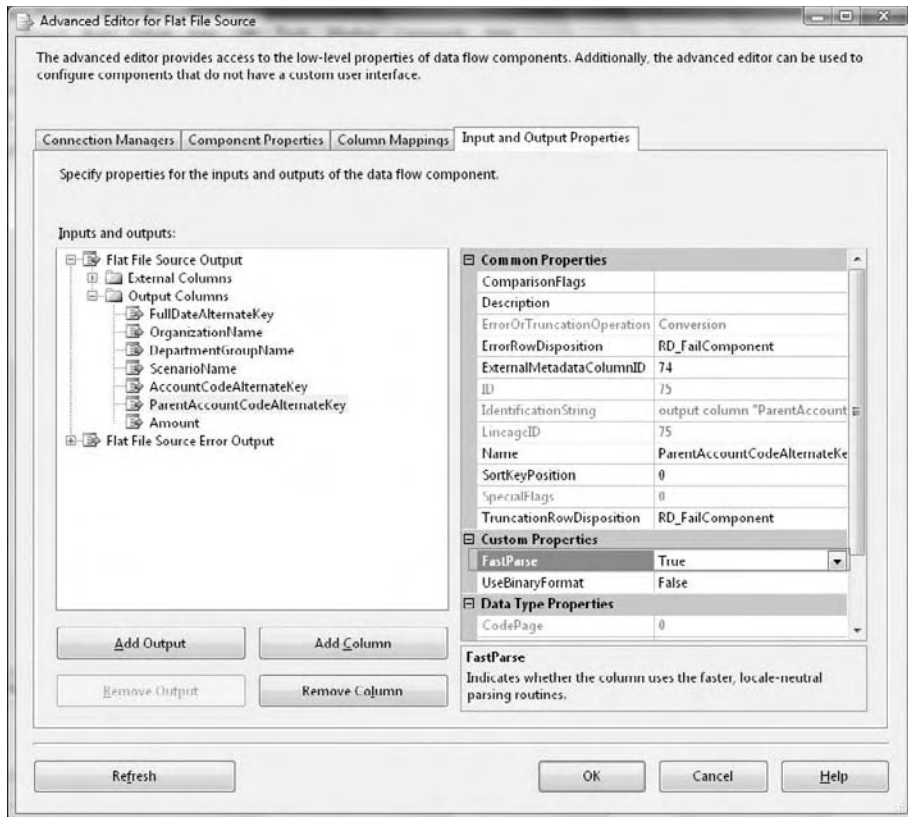 Advanced Editor for Flat File Source
The advanced editor provides access to the low-level properties of data flow components. Additionally, the advanced editor can be used to
configure components that do not have a custom user interface.
Connection Managers Component Properties Column Mappings Input and Output Properties
Specify properties for the inputs and outputs of the data flow component.
Inputs and outputs:
Flat File Source Output
External Columns
Output Columns
FullDateAlternateKey
OrganizationName
DepartmentGroupName
ScenarioName
AccountCodeAlternateKey
ParentAccountCodeAlternateKey
Amount
Flat File Source Error Output
Common Properties
ComparisonFlags
Description
ErrorOrTruncationOperation Conversion
ErrorRowDisposition RD_FailComponent
ExternalMetadataColumnID 74
ID 75
IdentificationString output column "ParentAccount
LineageID 75
Name ParentAccountCodeAlternateKe
SortKeyPosition 0
SpecialFlags 0
TruncationRowDisposition RD_FailComponent
Custom Properties
FastParse True
UseBinaryFormat False
Data Type Properties
CodePage 0
Add Output Add Column
Remove Output Remove Column
FastParse
Indicates whether the column uses the faster, locale-neutral
parsing routines.
Refresh OK Cancel Help